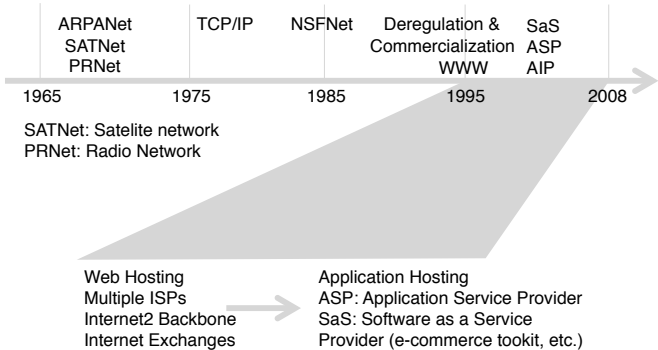 ARPANet
SATNet
PRNet
TCP/IP
NSFNet
Deregulation &
Commercialization
WWW
SaS
ASP
AIP
1965
1975
1985
1995
2008
SATNet: Satelite network
PRNet: Radio Network
Web Hosting
Multiple ISPs
Internet2 Backbone
Internet Exchanges
Application Hosting
ASP: Application Service Provider
SaS: Software as a Service
Provider (e-commerce tookit, etc.)